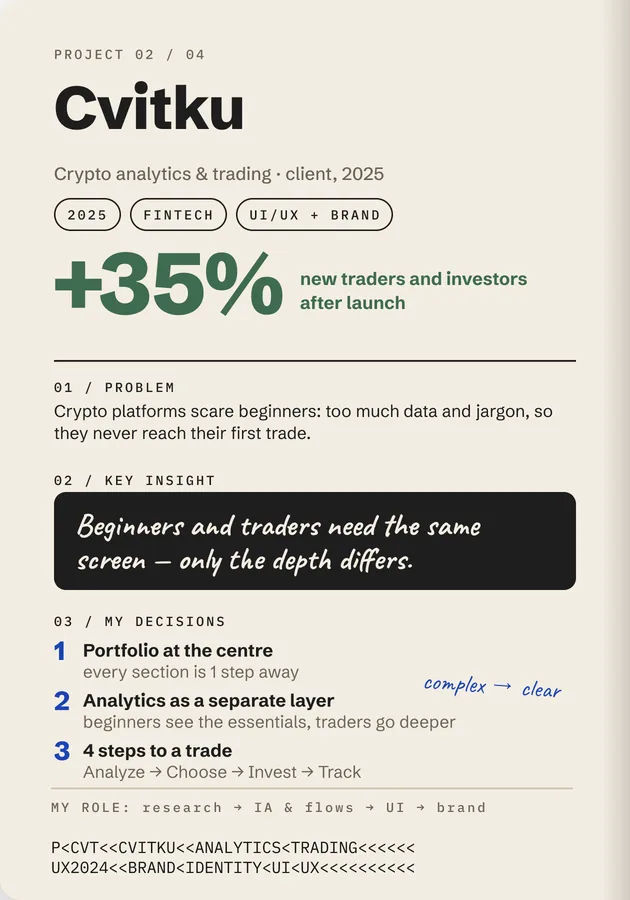 PROJECT 02 / 04
Cvitku
Crypto analytics & trading · client, 2025
2025 FINTECH UI/UX + BRAND
+35% new traders and investors
after launch
01 / PROBLEM
Crypto platforms scare beginners: too much data and jargon, so
they never reach their first trade.
02 / KEY INSIGHT
Beginners and traders need the same
screen — only the depth differs.
03 / MY DECISIONS
1 Portfolio at the centre
every section is 1 step away
complex → clear
2 Analytics as a separate layer
beginners see the essentials, traders go deeper
3 4 steps to a trade
Analyze → Choose → Invest → Track
MY ROLE: research → IA & flows → UI → brand
P<CVT<<CVITKU<<ANALYTICS<TRADING<<<<<<
UX2024<<BRAND<IDENTITY<UI<UX<<<<<<<<<<